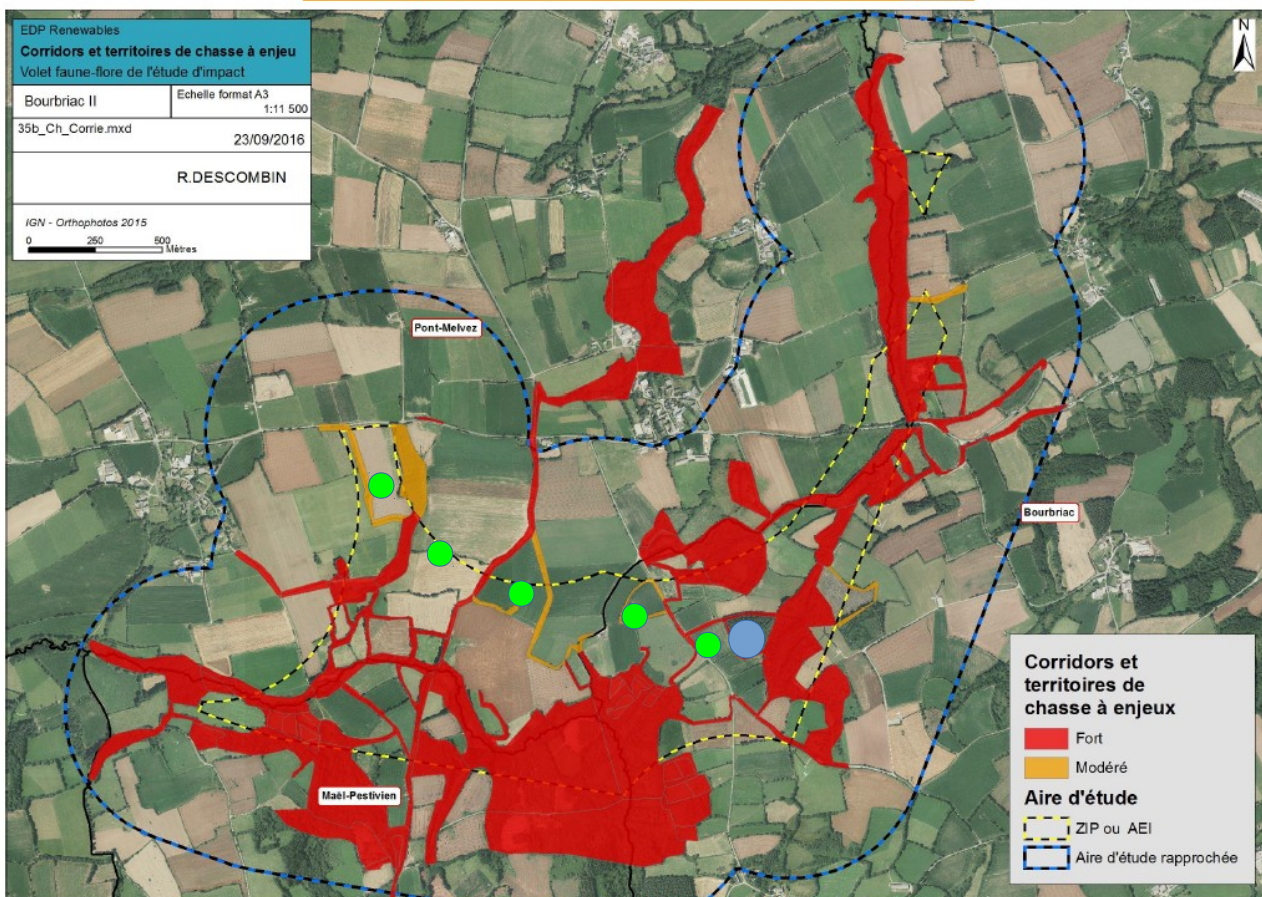 EDP Renewables
Corridors et territoires de chasse à enjeu
Volet faune-flore de l'étude d'impact
Bourbriac II
Echelle format A3
1:11 500
35b_Ch_Corrie.mxd
23/09/2016
R.DESCOMBIN
IGN - Orthophotos 2015
0 250 500
Mètres
N
Pont-Melvez
Bourbriac
Maël-Pestivien
Corridors et
territoires de
chasse à enjeux
Fort
Modéré
Aire d'étude
ZIP ou AEI
Aire d'étude rapprochée